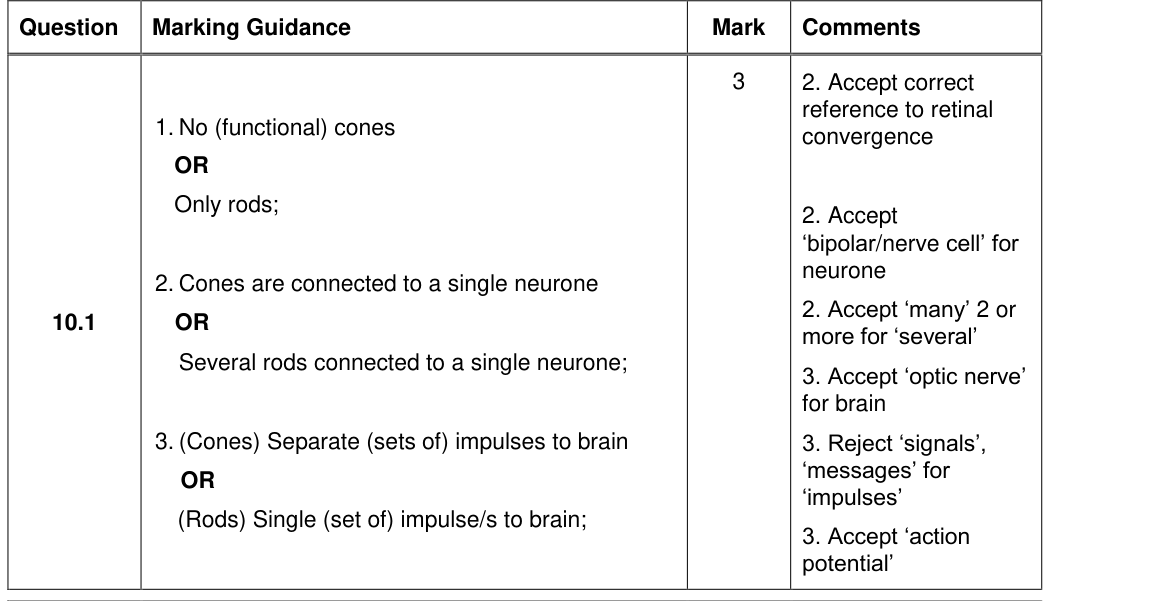 Question Marking Guidance Mark Comments
10.1
1. No (functional) cones
OR
Only rods;
2. Cones are connected to a single neurone
OR
Several rods connected to a single neurone;
3. (Cones) Separate (sets of) impulses to brain
OR
(Rods) Single (set of) impulse/s to brain;
3
2. Accept correct
reference to retinal
convergence
2. Accept
‘bipolar/nerve cell’ for
neurone
2. Accept ‘many’ 2 or
more for ‘several’
3. Accept ‘optic nerve’
for brain
3. Reject ‘signals’,
‘messages’ for
‘impulses’
3. Accept ‘action
potential’